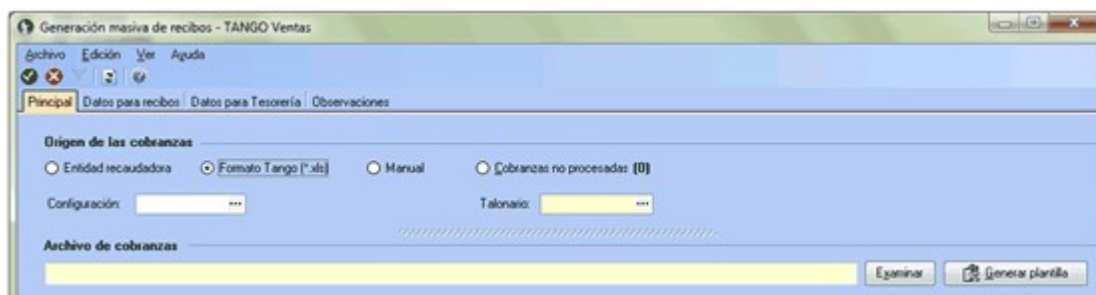 Generación masiva de recibos - TANGO Ventas
Archivo Edición Ver Ayuda
Principal Datos para recibos Datos para Tesorería Observaciones
Origen de las cobranzas
Entidad recaudadora Formato Tango (*.xls) Manual Cobranzas no procesadas (0)
Configuración: ... Talonario: ...
Archivo de cobranzas
Examinar Generar plantilla